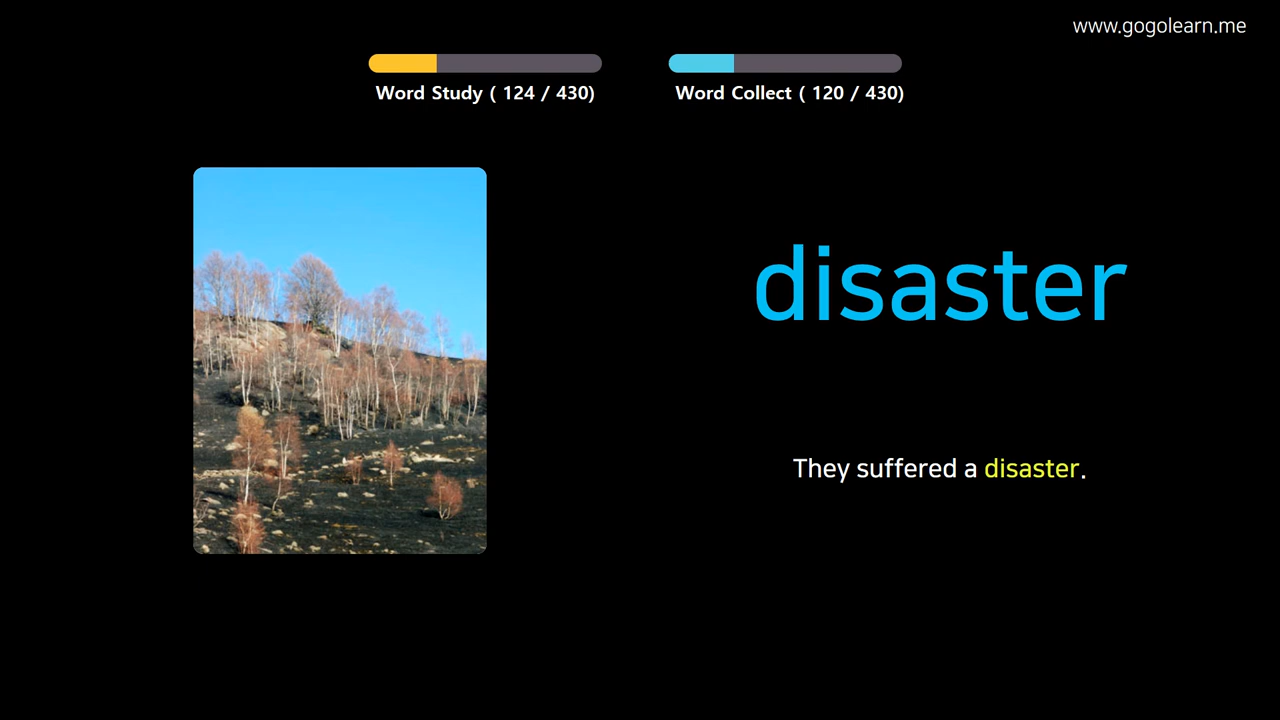 www.gogolearn.me
Word Study ( 124 / 430)
Word Collect ( 120 / 430)
disaster
They suffered a disaster.